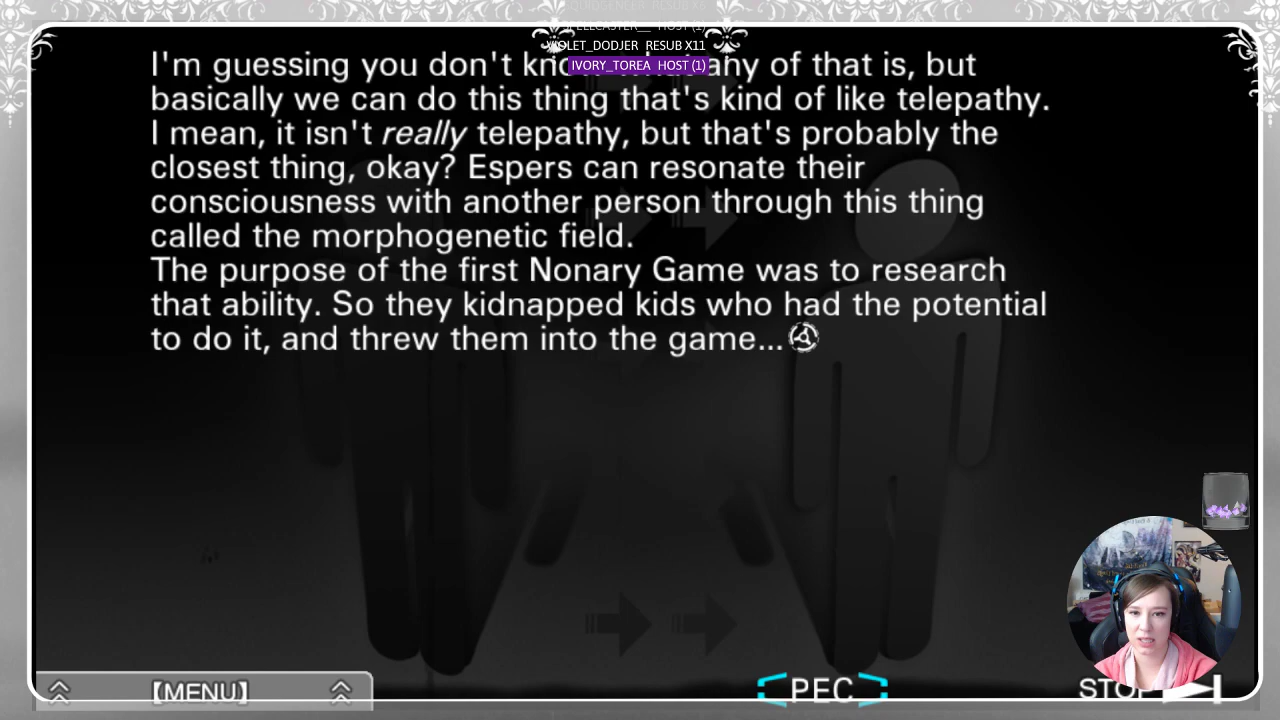 HOST (1)
VIOLET_DODJER RESUB X11
IVORY_TOREA HOST (1)
I'm guessing you don't any of that is, but
basically we can do this thing that's kind of like telepathy.
I mean, it isn't really telepathy, but that's probably the
closest thing, okay? Espers can resonate their
consciousness with another person through this thing
called the morphogenetic field.
The purpose of the first Nonary Game was to research
that ability. So they kidnapped kids who had the potential
to do it, and threw them into the game...
【MENU】
PEC
STOP